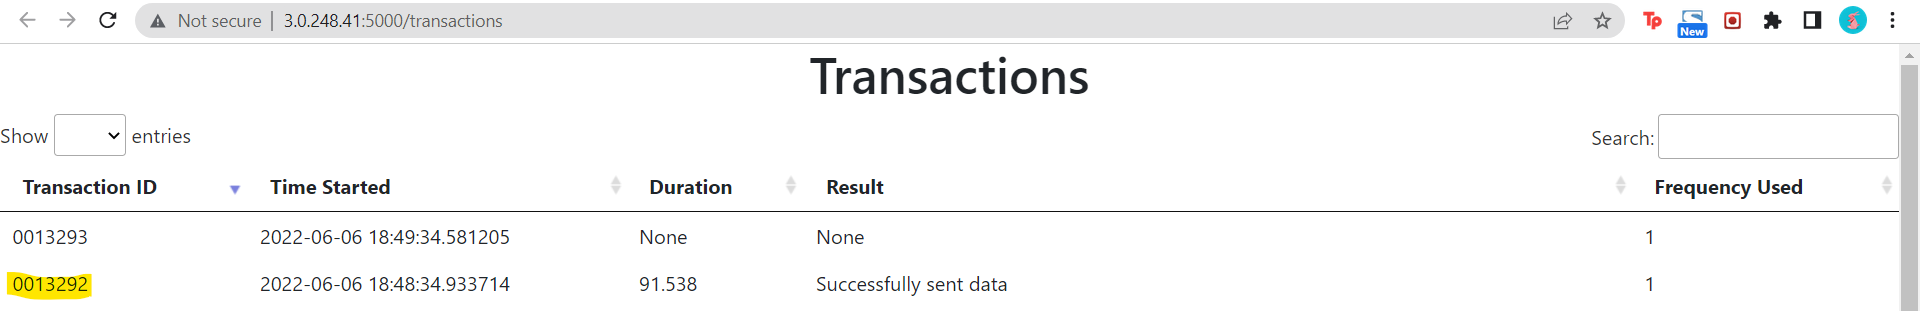 Not secure | 3.0.248.41:5000/transactions
Tp
New
Transactions
Show entries
Search:
Transaction ID Time Started Duration Result Frequency Used
0013293 2022-06-06 18:49:34.581205 None None 1
0013292 2022-06-06 18:48:34.933714 91.538 Successfully sent data 1